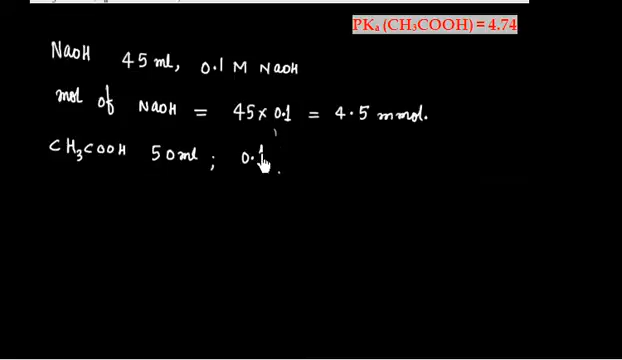 PKa (CH3COOH) = 4.74
NaOH 45 ml, 0.1 M NaOH
mol of NaOH = 45 x 0.1 = 4.5 mmol.
CH3COOH 50 ml ; 0.1